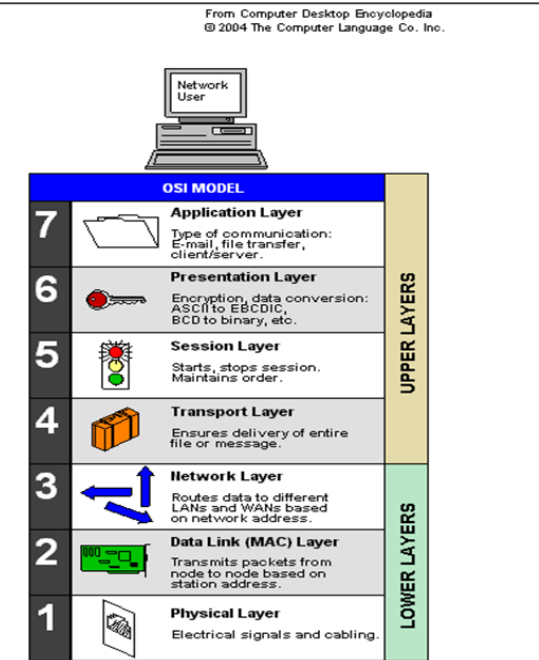 From Computer Desktop Encyclopedia
© 2004 The Computer Language Co. Inc.
Network
User
OSI MODEL
7
Application Layer
Type of communication:
E-mail, file transfer,
client/server.
6
Presentation Layer
Encryption, data conversion:
ASCII to EBCDIC,
BCD to binary, etc.
5
Session Layer
Starts, stops session.
Maintains order.
4
Transport Layer
Ensures delivery of entire
file or message.
UPPER LAYERS
3
Network Layer
Routes data to different
LANs and WANs based
on network address.
2
Data Link (MAC) Layer
Transmits packets from
node to node based on
station address.
1
Physical Layer
Electrical signals and cabling.
LOWER LAYERS